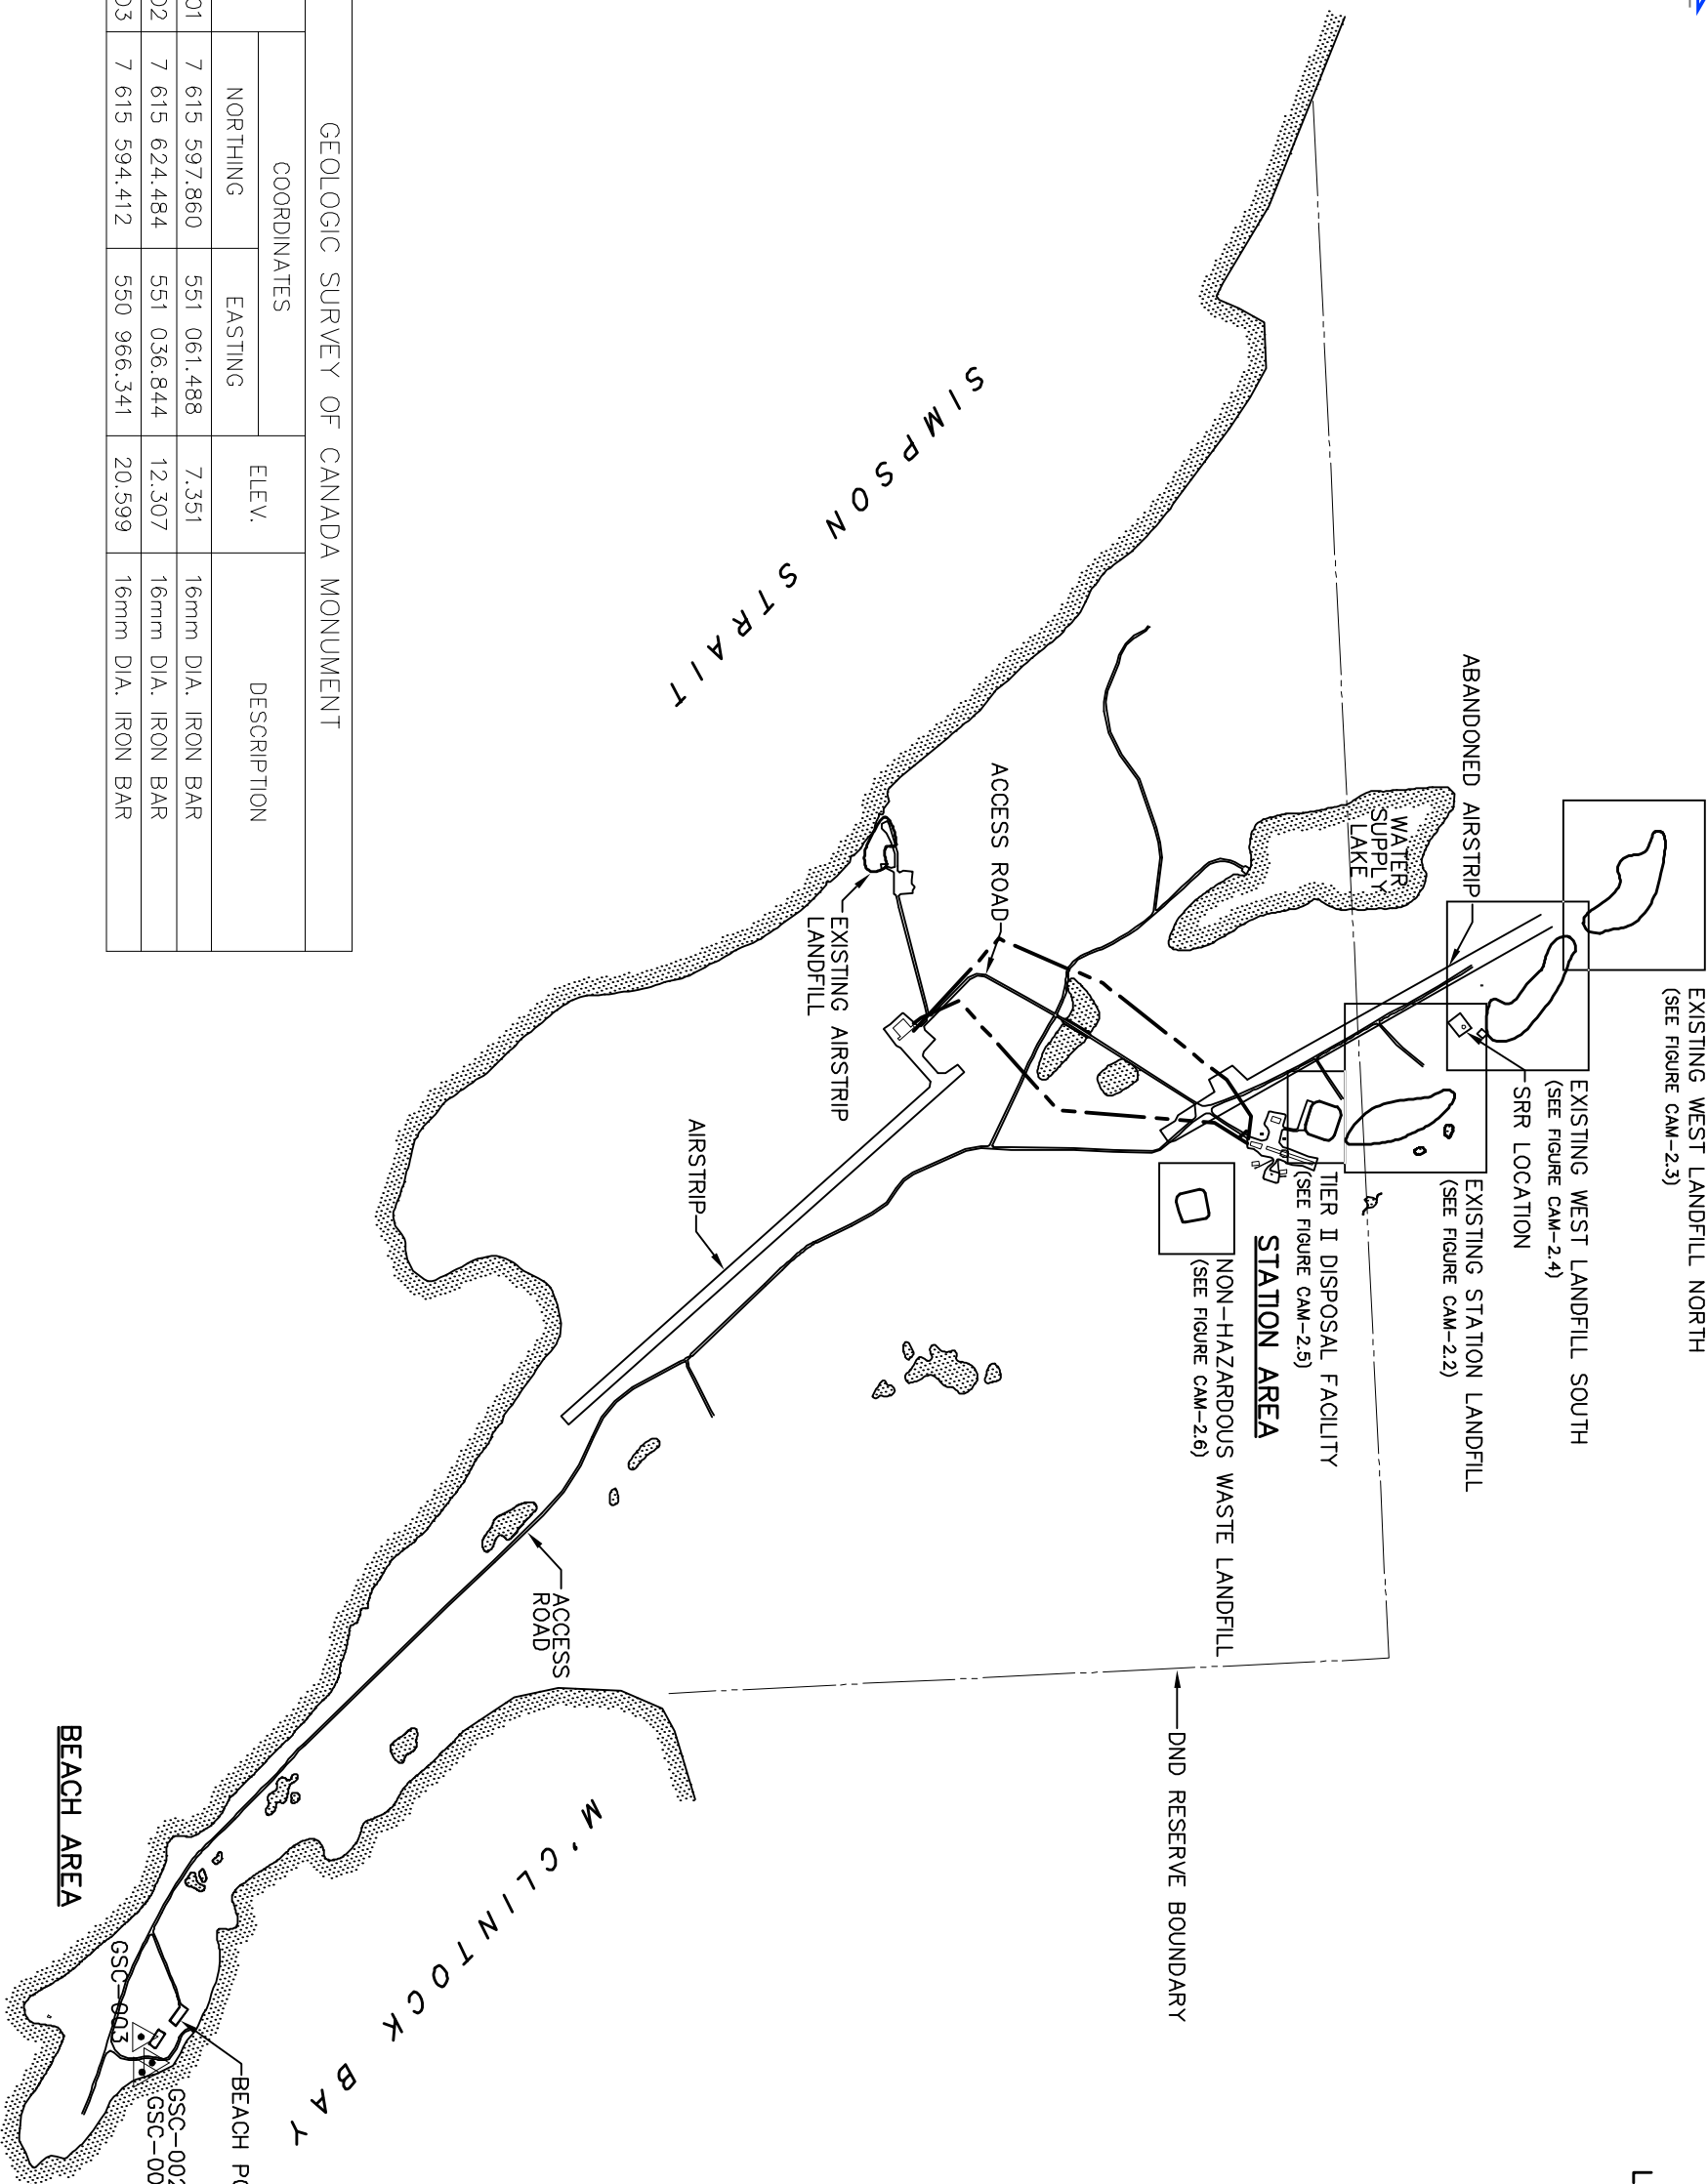 EXISTING WEST LANDFILL NORTH
(SEE FIGURE CAM-2.3)
EXISTING WEST LANDFILL SOUTH
(SEE FIGURE CAM-2.4)
SRR LOCATION
ABANDONED AIRSTRIP
EXISTING STATION LANDFILL
(SEE FIGURE CAM-2.2)
WATER
SUPPLY
LAKE
TIER II DISPOSAL FACILITY
(SEE FIGURE CAM-2.5)
STATION AREA
NON-HAZARDOUS WASTE LANDFILL
(SEE FIGURE CAM-2.6)
DND RESERVE BOUNDARY
ACCESS ROAD
SIMPSON STRAIT
EXISTING AIRSTRIP
LANDFILL
AIRSTRIP
ACCESS
ROAD
M'CLINTOCK BAY
BEACH
GSC-002
GSC-003
BEACH AREA
GEOLOGIC SURVEY OF CANADA MONUMENT
COORDINATES
NORTHING EASTING ELEV. DESCRIPTION
01 7 615 597.860 551 061.488 7.351 16mm DIA. IRON BAR
02 7 615 624.484 551 036.844 12.307 16mm DIA. IRON BAR
03 7 615 594.412 550 966.341 20.599 16mm DIA. IRON BAR